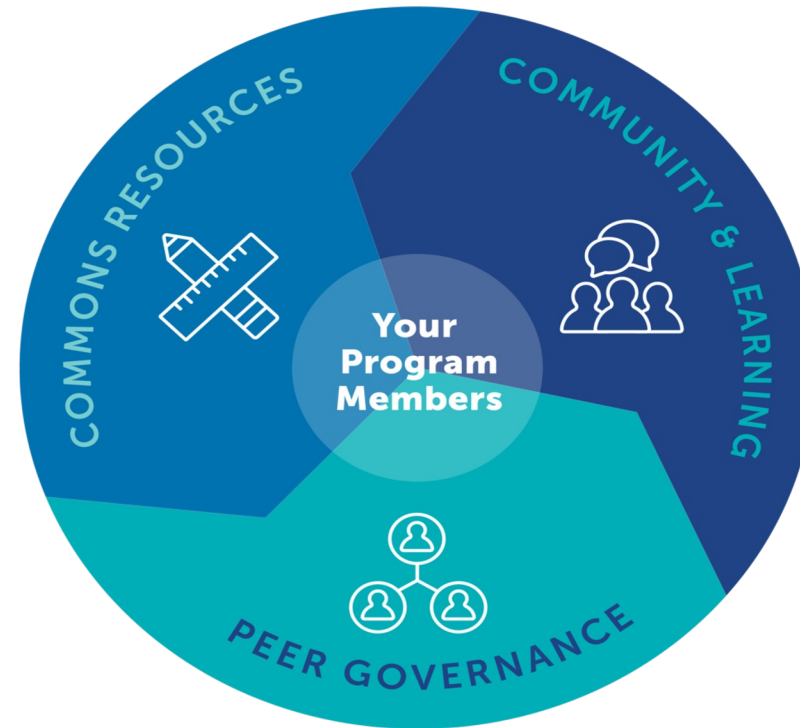 COMMONS RESOURCES
COMMUNITY & LEARNING
Your
Program
Members
PEER GOVERNANCE